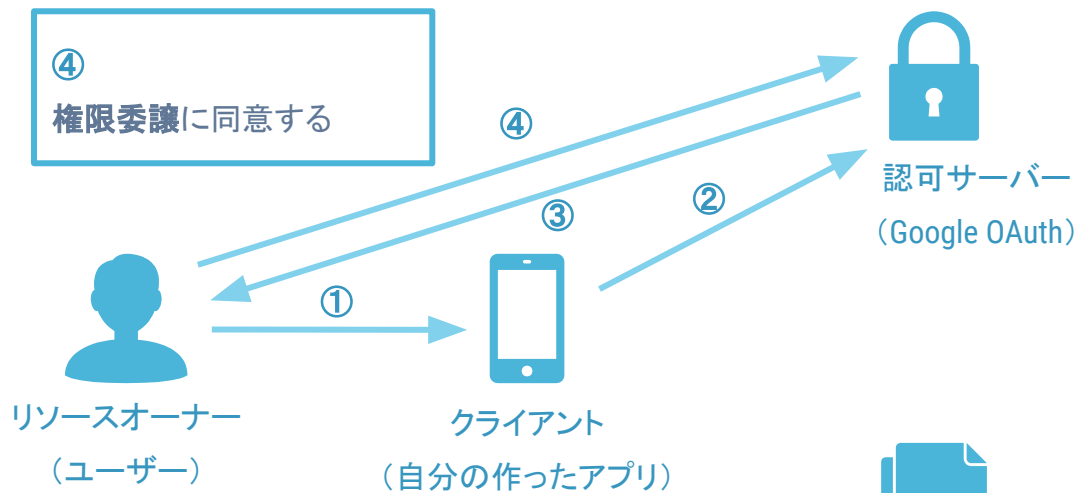 ④
権限委譲に同意する
④
②
③
①
認可サーバー
（Google OAuth）
リソースオーナー
（ユーザー）
クライアント
（自分の作ったアプリ）